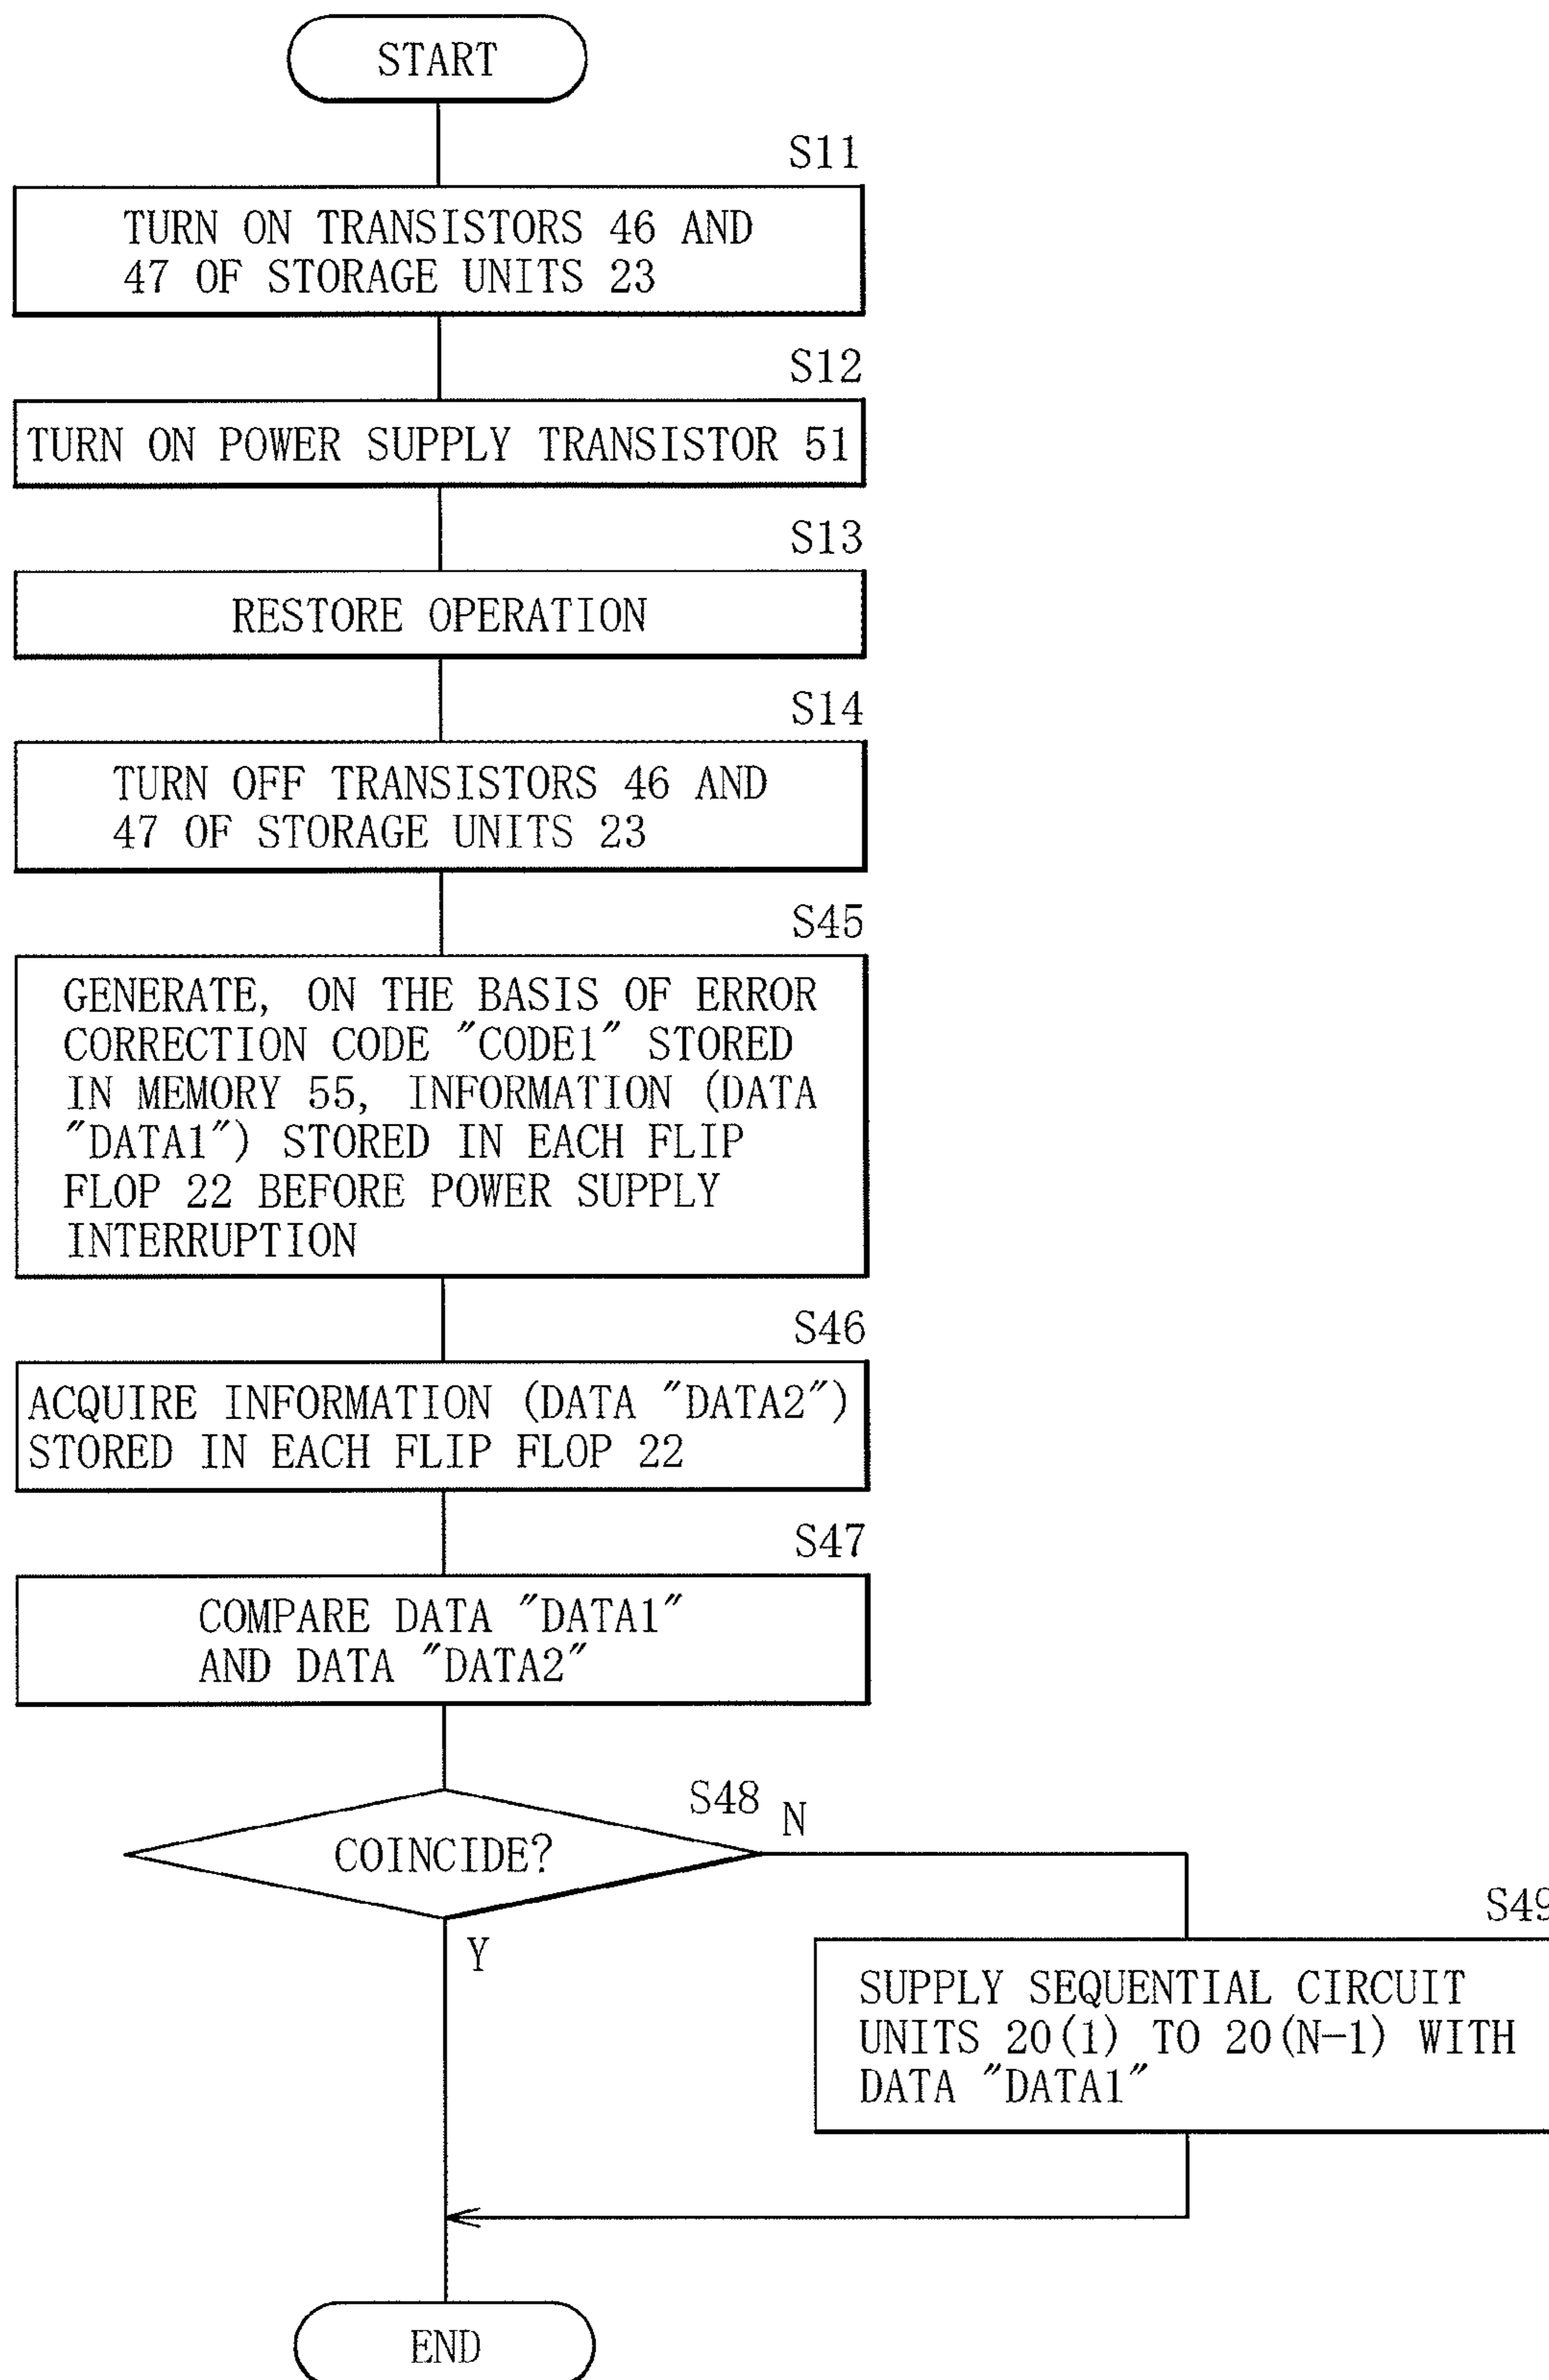 START
S11
TURN ON TRANSISTORS 46 AND
47 OF STORAGE UNITS 23
S12
TURN ON POWER SUPPLY TRANSISTOR 51
S13
RESTORE OPERATION
S14
TURN OFF TRANSISTORS 46 AND
47 OF STORAGE UNITS 23
S45
GENERATE, ON THE BASIS OF ERROR
CORRECTION CODE "CODE1" STORED
IN MEMORY 55, INFORMATION (DATA
"DATA1") STORED IN EACH FLIP
FLOP 22 BEFORE POWER SUPPLY
INTERRUPTION
S46
ACQUIRE INFORMATION (DATA "DATA2")
STORED IN EACH FLIP FLOP 22
S47
COMPARE DATA "DATA1"
AND DATA "DATA2"
S48
N
COINCIDE?
Y
S49
SUPPLY SEQUENTIAL CIRCUIT
UNITS 20(1) TO 20(N-1) WITH
DATA "DATA1"
END